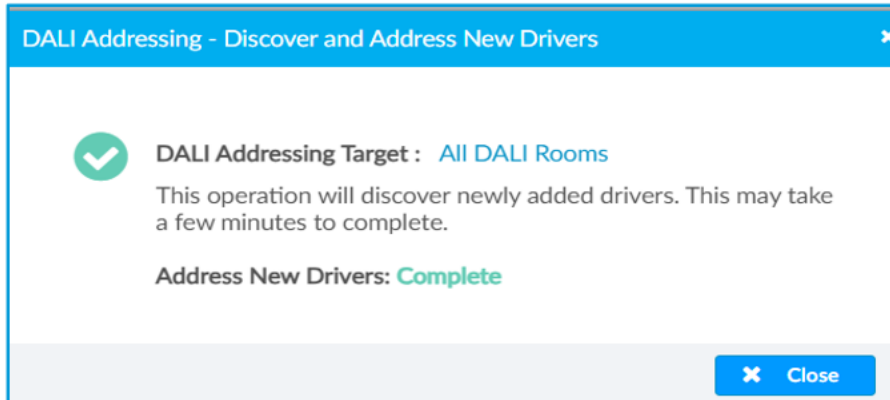 DALI Addressing - Discover and Address New Drivers
DALI Addressing Target : All DALI Rooms
This operation will discover newly added drivers. This may take
a few minutes to complete.
Address New Drivers: Complete
Close